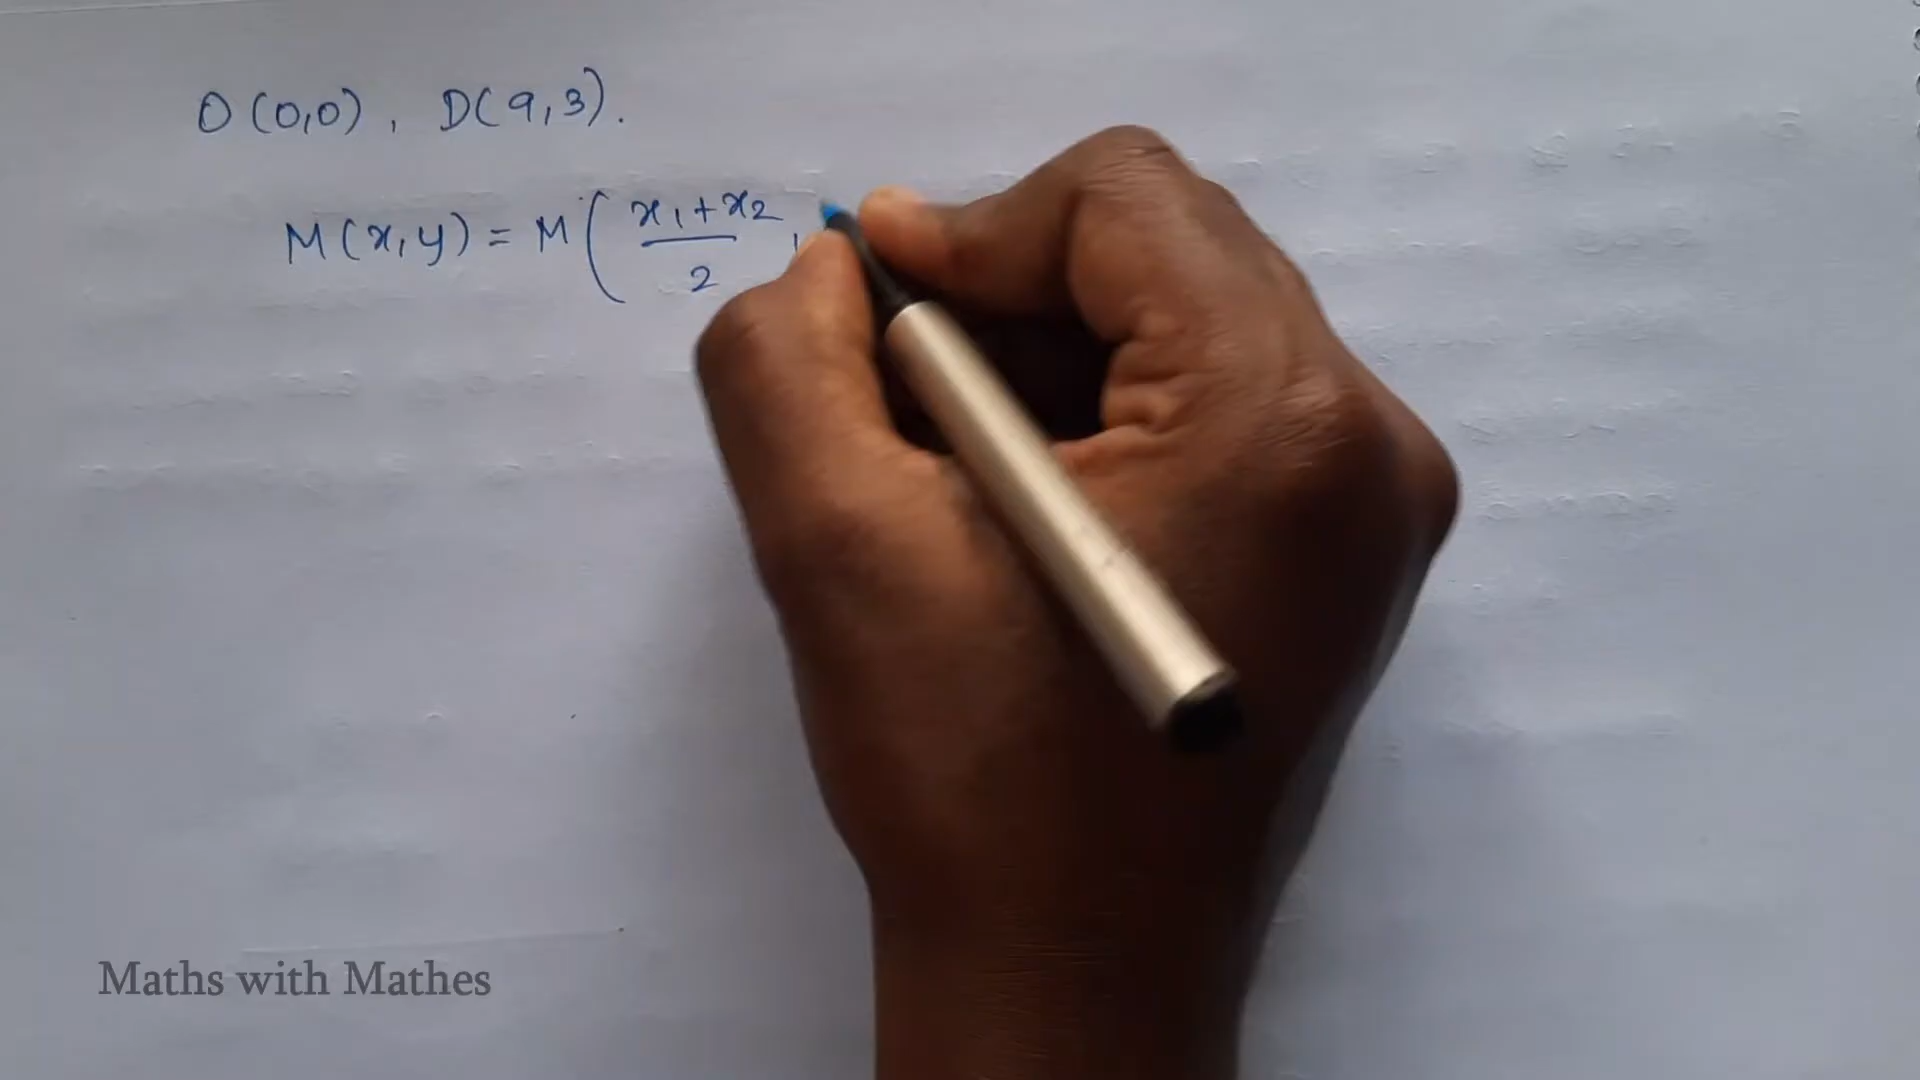 O(0,0), D(9,3).
M(x,y) = M( x₁+x₂/2 ,
Maths with Mathes